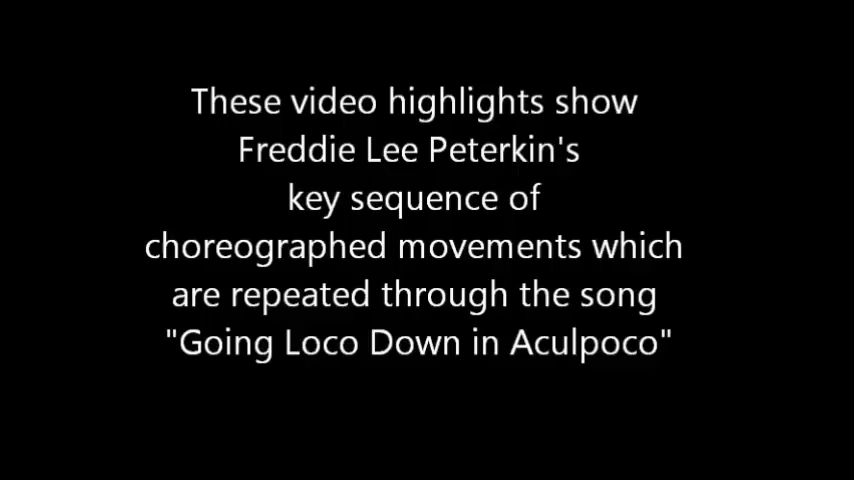 These video highlights show
Freddie Lee Peterkin's
key sequence of
choreographed movements which
are repeated through the song
"Going Loco Down in Aculpoco"